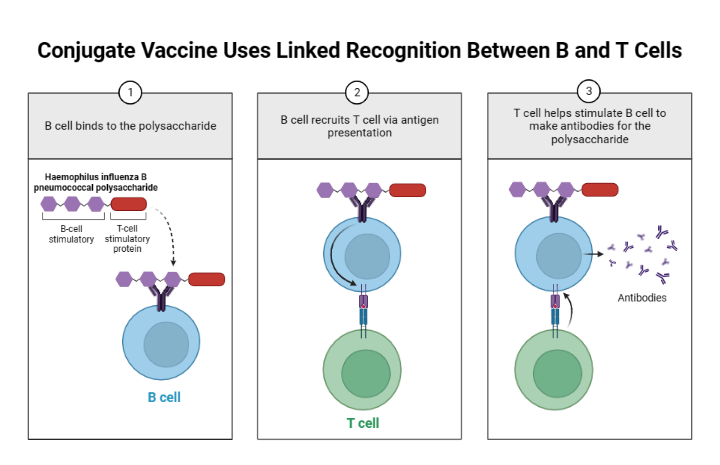 Conjugate Vaccine Uses Linked Recognition Between B and T Cells
1
B cell binds to the polysaccharide
Haemophilus influenza B
pneumococcal polysaccharide
B-cell
stimulatory
T-cell
stimulatory
protein
B cell
2
B cell recruits T cell via antigen
presentation
T cell
3
T cell helps stimulate B cell to
make antibodies for the
polysaccharide
Antibodies